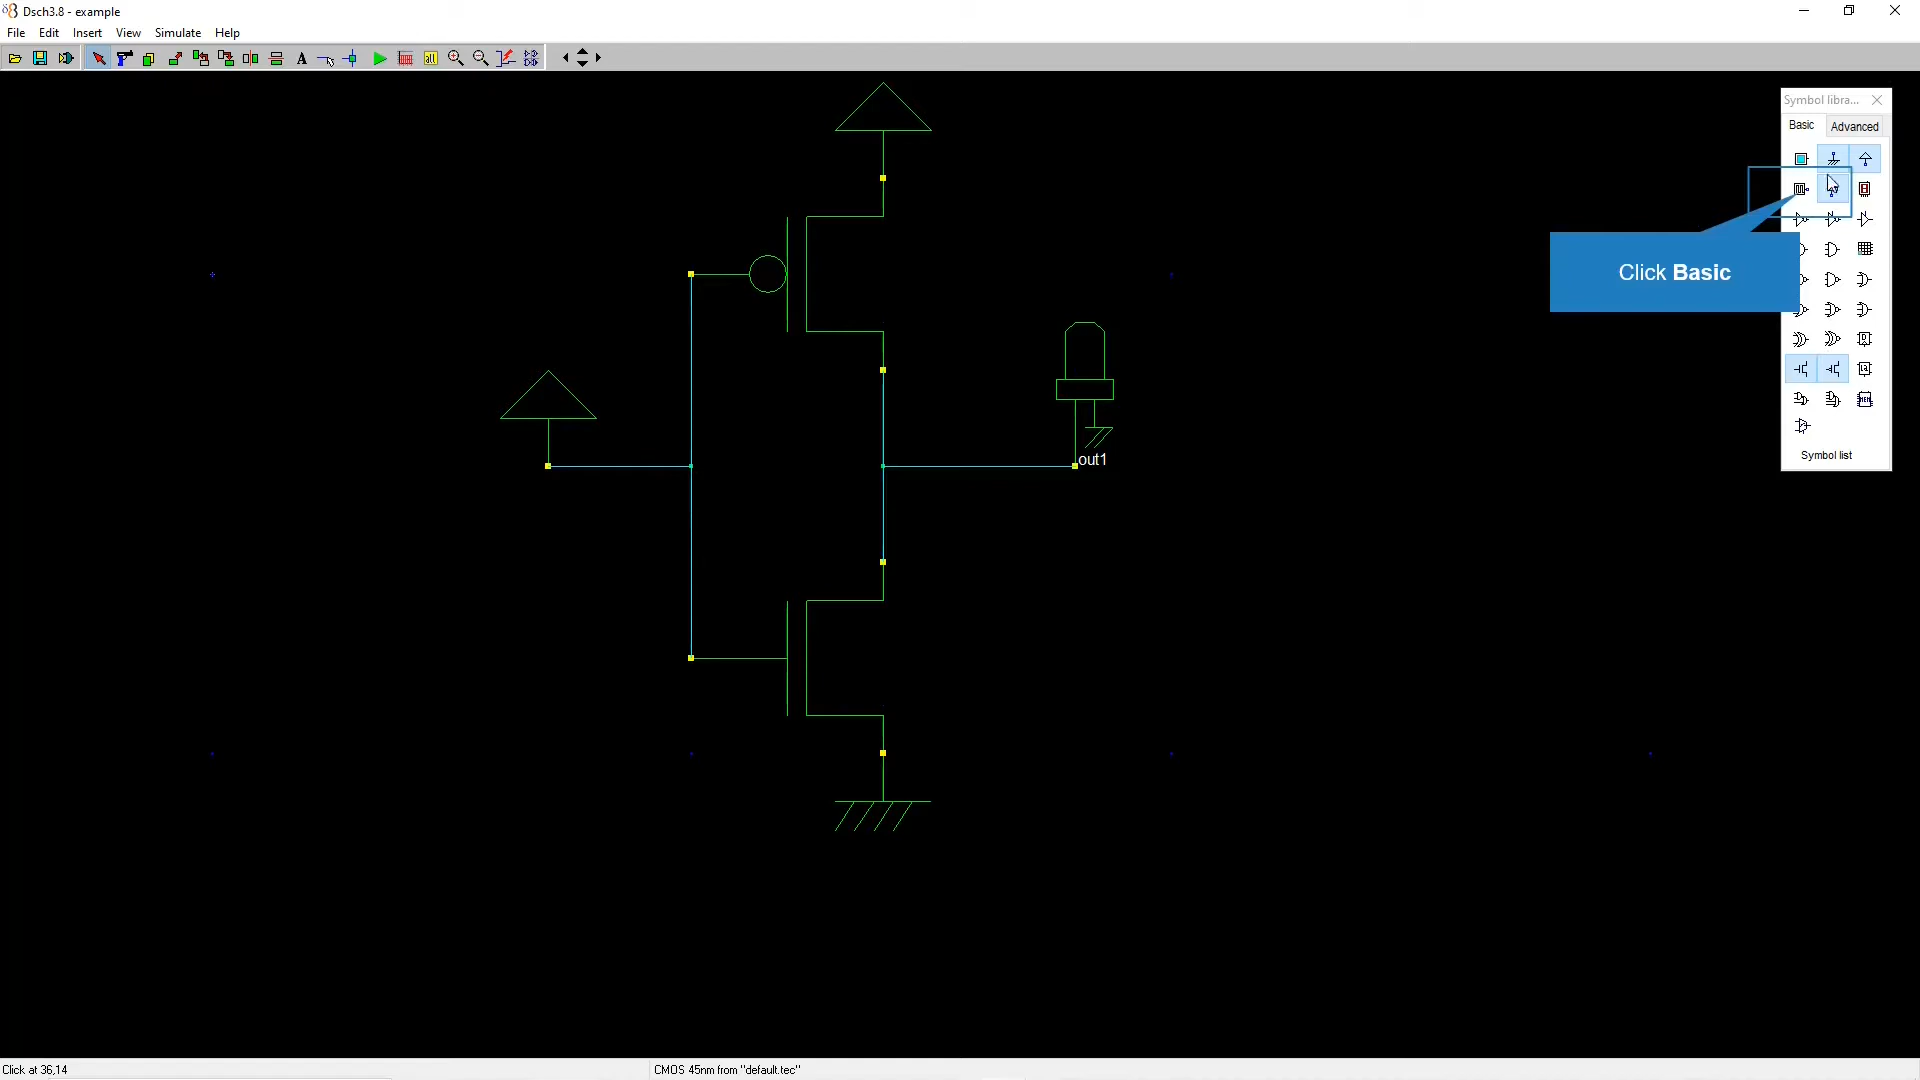 Dsch3.8 - example
File Edit Insert View Simulate Help
A
all
Symbol libra...
Basic Advanced
Click Basic
out1
Symbol list
Click at 36,14
CMOS 45nm from "default.tec"